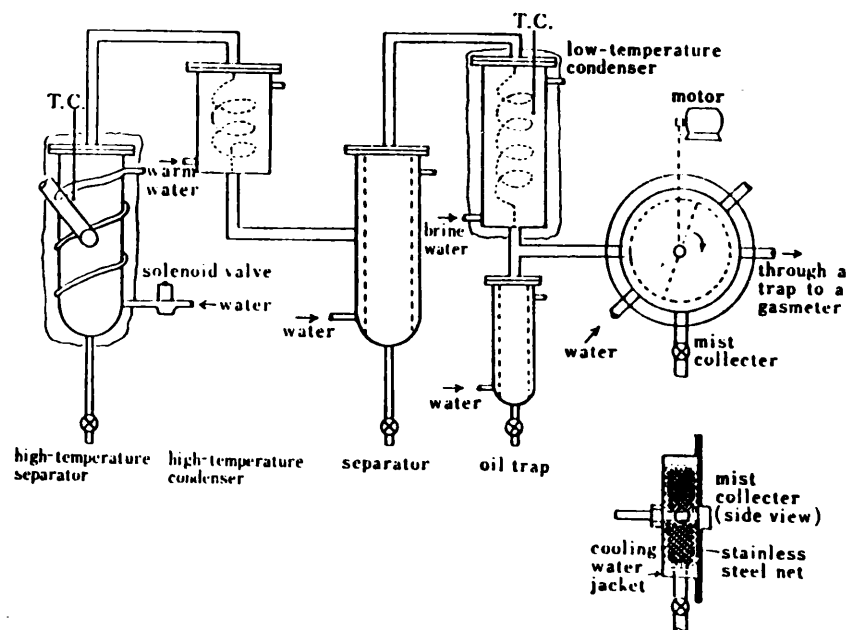 T.C.
low-temperature
condenser
motor
T.C.
warm
water
brine
water
solenoid valve
water
through a
trap to a
gasmeter
water
mist
collecter
water
water
high-temperature
separator
high-temperature
condenser
separator
oil trap
mist
collecter
(side view)
cooling
water
jacket
stainless
steel net